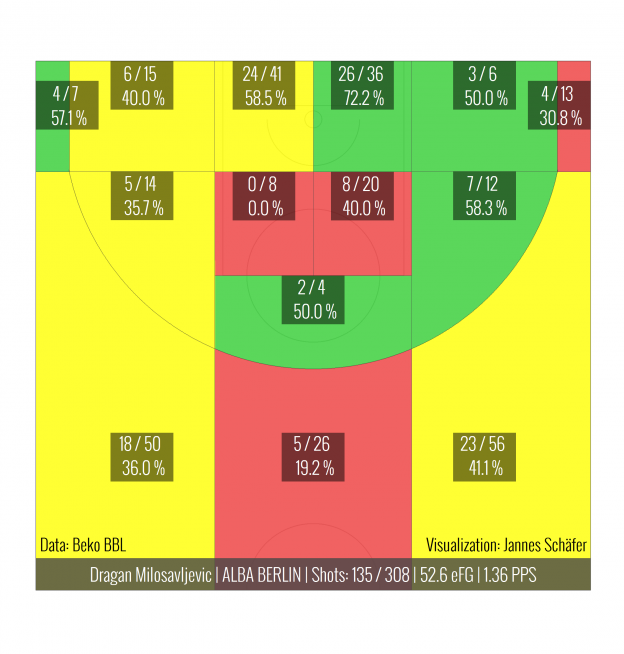 6 / 15
40.0 %
24 / 41
58.5 %
26 / 36
72.2 %
3 / 6
50.0 %
4 / 7
57.1 %
4 / 13
30.8 %
5 / 14
35.7 %
0 / 8
0.0 %
8 / 20
40.0 %
7 / 12
58.3 %
2 / 4
50.0 %
18 / 50
36.0 %
5 / 26
19.2 %
23 / 56
41.1 %
Data: Beko BBL
Visualization: Jannes Schäfer
Dragan Milosavljevic | ALBA BERLIN | Shots: 135 / 308 | 52.6 eFG | 1.36 PPS